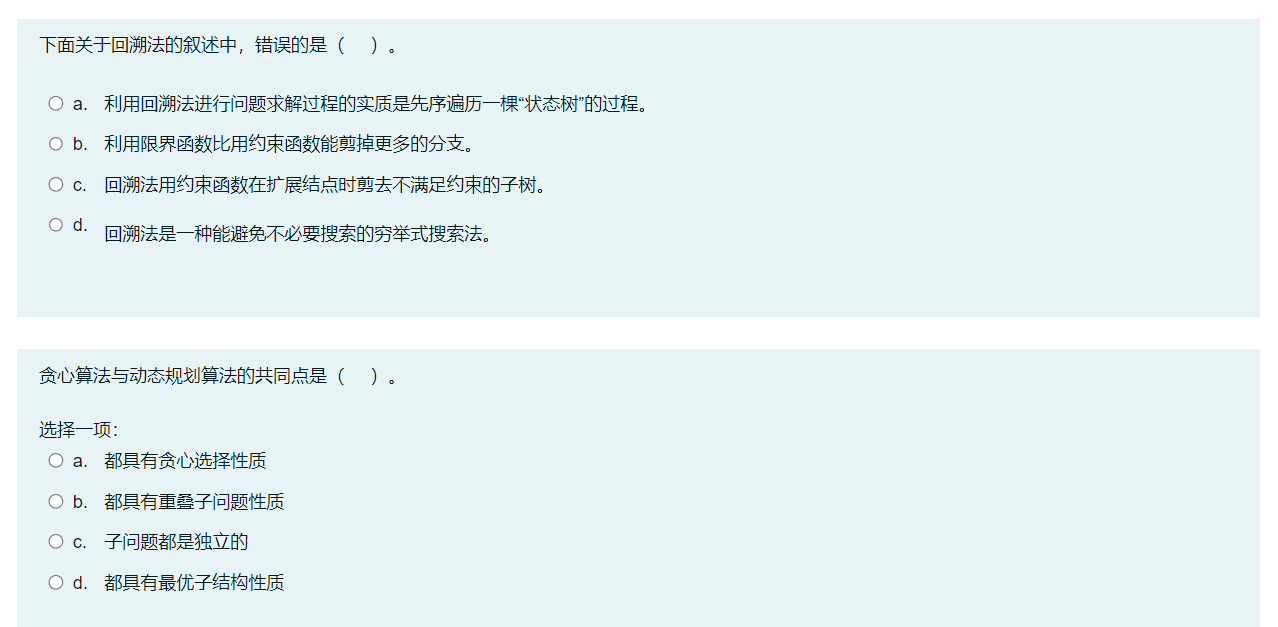 下面关于回溯法的叙述中，错误的是（　）。
a. 利用回溯法进行问题求解过程的实质是先序遍历一棵“状态树”的过程。
b. 利用限界函数比用约束函数能剪掉更多的分支。
c. 回溯法用约束函数在扩展结点时剪去不满足约束的子树。
d. 回溯法是一种能避免不必要搜索的穷举式搜索法。
贪心算法与动态规划算法的共同点是（　）。
选择一项：
a. 都具有贪心选择性质
b. 都具有重叠子问题性质
c. 子问题都是独立的
d. 都具有最优子结构性质